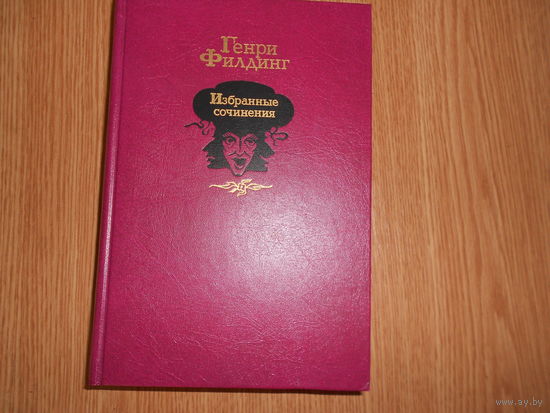 Генри
Филдинг
Избранные
сочинения
www.ay.by